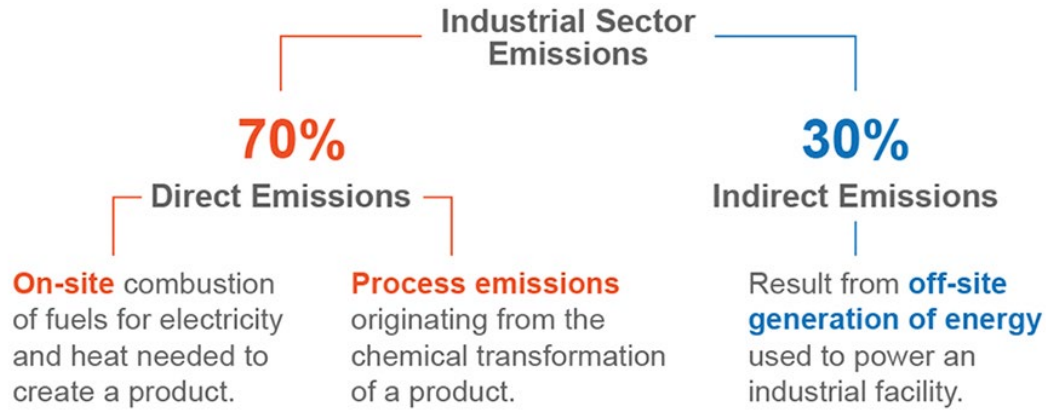 Industrial Sector
Emissions
70%
Direct Emissions
On-site combustion
of fuels for electricity
and heat needed to
create a product.
Process emissions
originating from the
chemical transformation
of a product.
30%
Indirect Emissions
Result from off-site
generation of energy
used to power an
industrial facility.